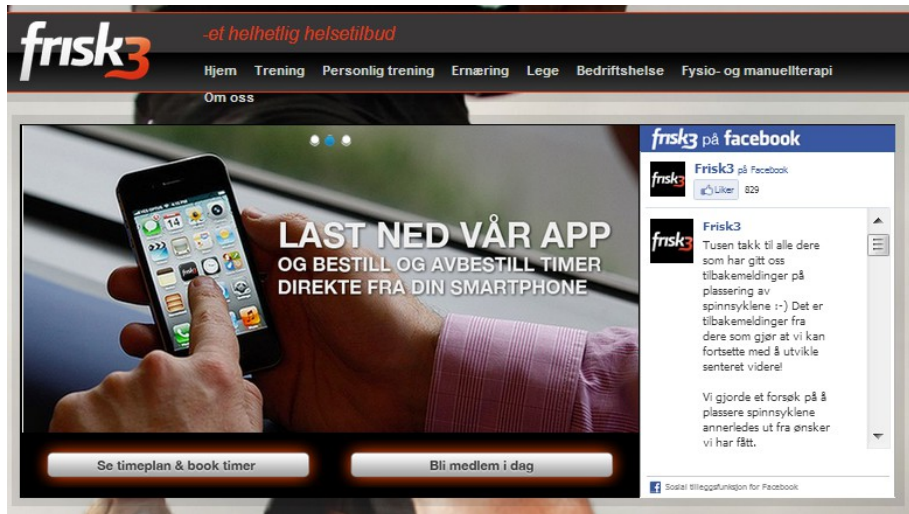 frisk3
-et helhetlig helsetilbud
Hjem Trening Personlig trening Ernæring Lege Bedriftshelse Fysio- og manuellterapi
Om oss
LAST NED VÅR APP
OG BESTILL OG AVBESTILL TIMER
DIREKTE FRA DIN SMARTPHONE
14
Se timeplan & book timer
Bli medlem i dag
frisk3 på facebook
frisk3
Frisk3 på Facebook
Liker 829
frisk3
Frisk3
Tusen takk til alle dere
som har gitt oss
tilbakemeldinger på
plassering av
spinnsyklene :-) Det er
tilbakemeldinger fra
dere som gjør at vi kan
fortsette med å utvikle
senteret videre!
Vi gjorde et forsøk på å
plassere spinnsyklene
annerledes ut fra ønsker
vi har fått.
Sosial tilleggsfunksjon for Facebook